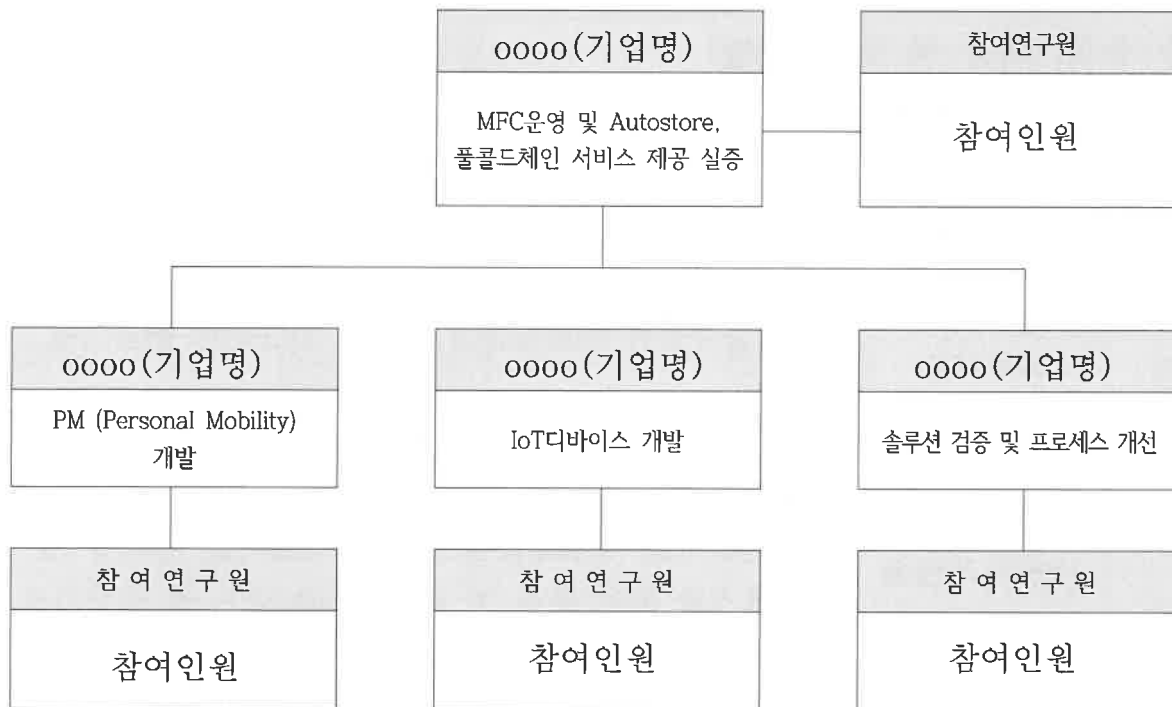 oooo(기업명)
MFC운영 및 Autostore,
풀콜드체인 서비스 제공 실증
참여연구원
참여인원
oooo(기업명)
PM (Personal Mobility)
개발
oooo(기업명)
IoT디바이스 개발
oooo(기업명)
솔루션 검증 및 프로세스 개선
참 여 연 구 원
참여인원
참 여 연 구 원
참여인원
참 여 연 구 원
참여인원